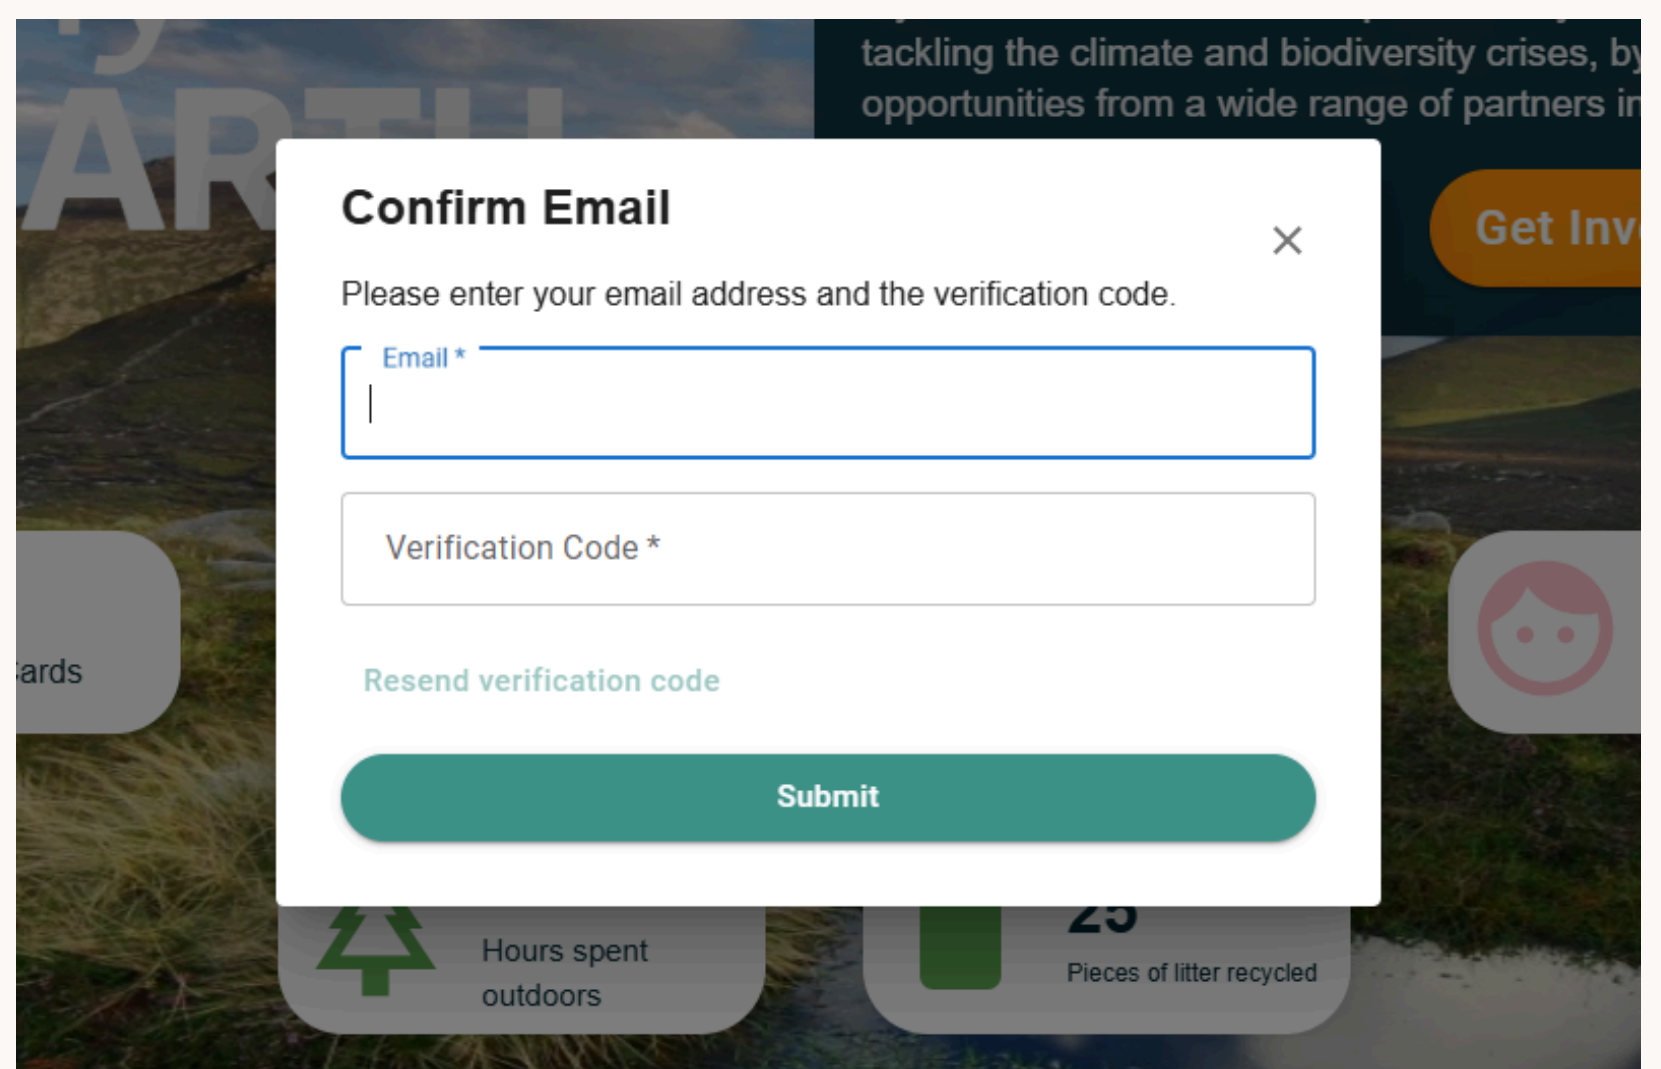 ARTH
tackling the climate and biodiversity crises, by
opportunities from a wide range of partners in
Confirm Email
Get Inv
Please enter your email address and the verification code.
Email *
Verification Code *
ards
Resend verification code
Submit
25
Hours spent
outdoors
Pieces of litter recycled